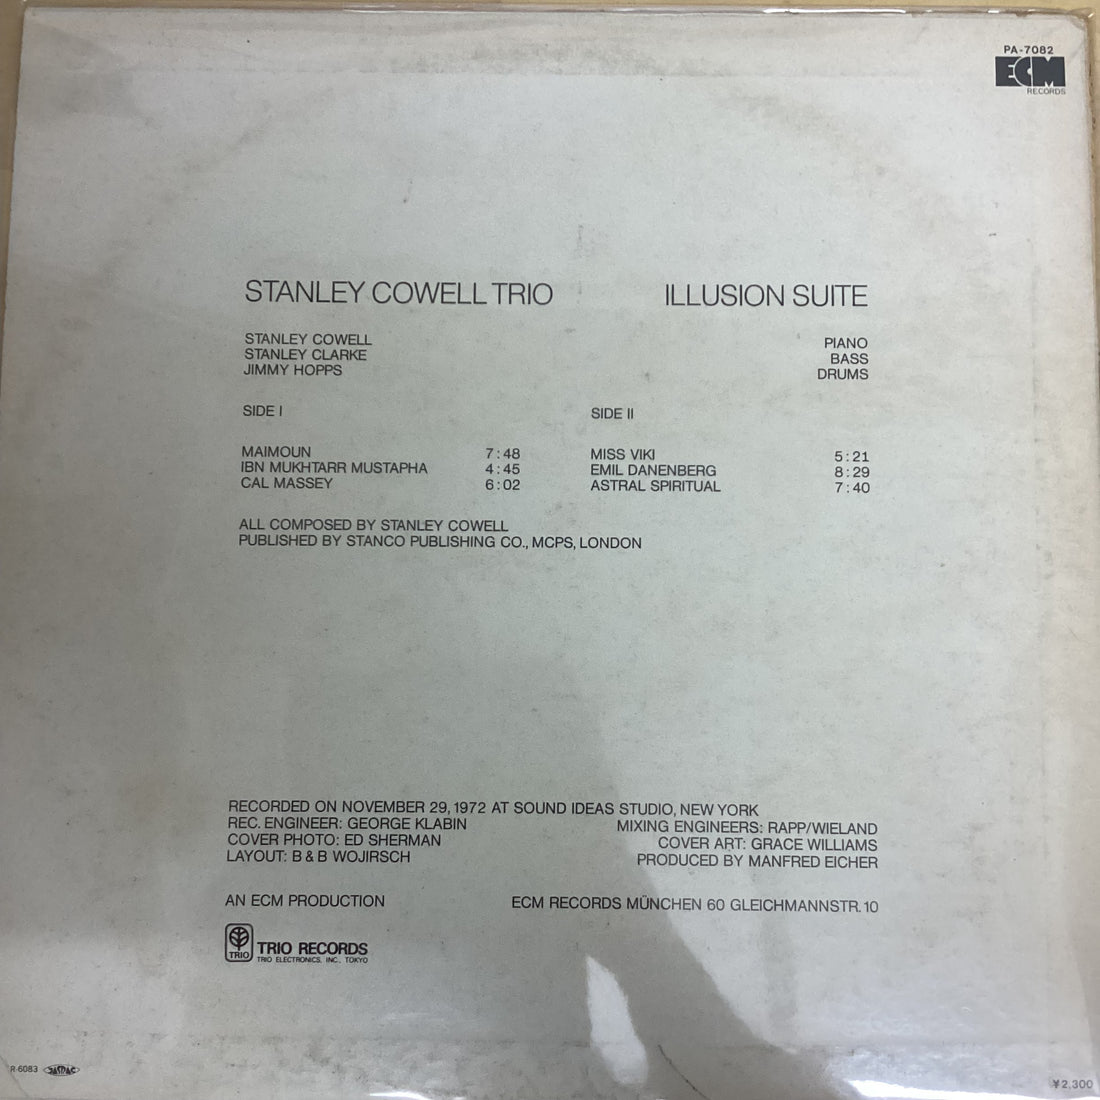 PA-7082
ECM
RECORDS
STANLEY COWELL TRIO ILLUSION SUITE
STANLEY COWELL PIANO
STANLEY CLARKE BASS
JIMMY HOPPS DRUMS
SIDE I SIDE II
MAIMOUN 7:48 MISS VIKI 5:21
IBN MUKHTARR MUSTAPHA 4:45 EMIL DANENBERG 8:29
CAL MASSEY 6:02 ASTRAL SPIRITUAL 7:40
ALL COMPOSED BY STANLEY COWELL
PUBLISHED BY STANCO PUBLISHING CO., MCPS, LONDON
RECORDED ON NOVEMBER 29, 1972 AT SOUND IDEAS STUDIO, NEW YORK
REC. ENGINEER: GEORGE KLABIN MIXING ENGINEERS: RAPP/WIELAND
COVER PHOTO: ED SHERMAN COVER ART: GRACE WILLIAMS
LAYOUT: B & B WOJIRSCH PRODUCED BY MANFRED EICHER
AN ECM PRODUCTION ECM RECORDS MÜNCHEN 60 GLEICHMANNSTR. 10
TRIO TRIO RECORDS
TRIO ELECTRONICS, INC., TOKYO
R-6083 JASRAC
¥2,300